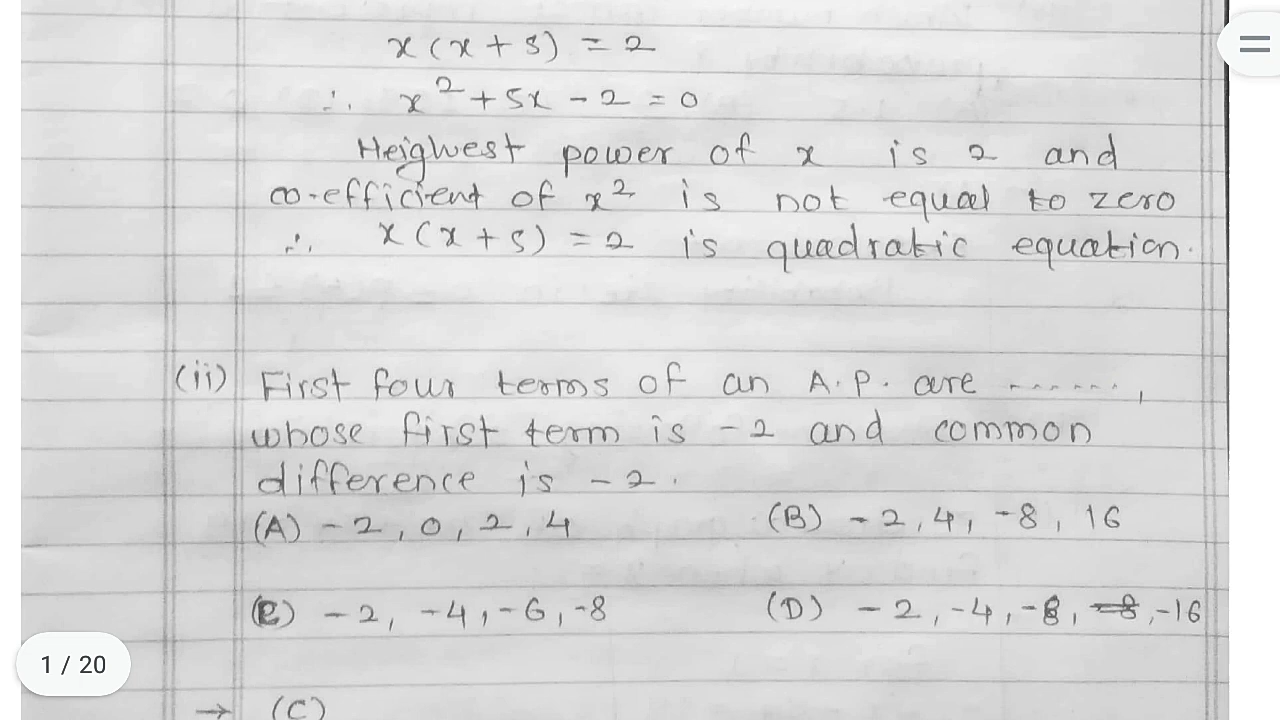 x(x+5) = 2
∴ x² + 5x - 2 = 0
Heighest power of x is 2 and
co-efficient of x² is not equal to zero
∴ x(x+5) = 2 is quadratic equation.
(ii) First four terms of an A.P. are .......,
whose first term is -2 and common
difference is -2.
(A) -2, 0, 2, 4 (B) -2, 4, -8, 16
(C) -2, -4, -6, -8 (D) -2, -4, -8, -16
1 / 20
→ (C)